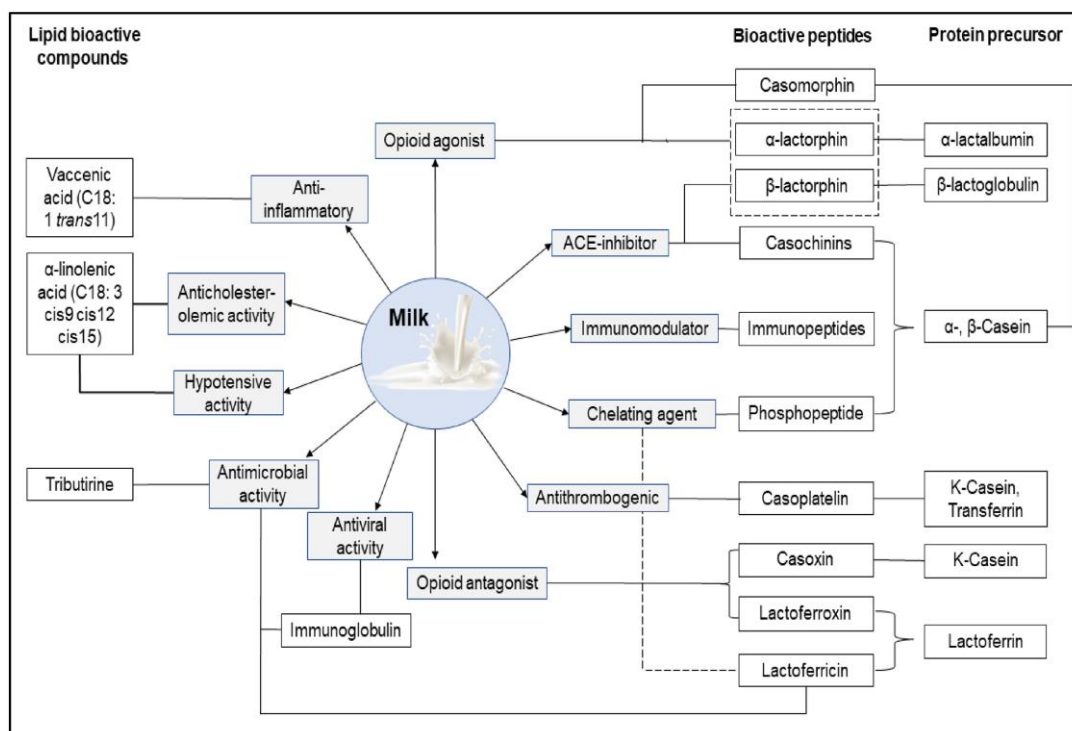 Lipid bioactive
compounds
Bioactive peptides
Protein precursor
Casomorphin
Opioid agonist
α-lactorphin
α-lactalbumin
Vaccenic
acid (C18:
1 trans11)
Anti-
inflammatory
β-lactorphin
β-lactoglobulin
ACE-inhibitor
Casochinins
α-linolenic
acid (C18: 3
cis9 cis12
cis15)
Anticholester-
olemic activity
Milk
Immunomodulator
Immunopeptides
α-, β-Casein
Hypotensive
activity
Chelating agent
Phosphopeptide
Tributirine
Antimicrobial
activity
Antithrombogenic
Casoplatelin
K-Casein,
Transferrin
Antiviral
activity
Opioid antagonist
Casoxin
K-Casein
Immunoglobulin
Lactoferroxin
Lactoferrin
Lactoferricin